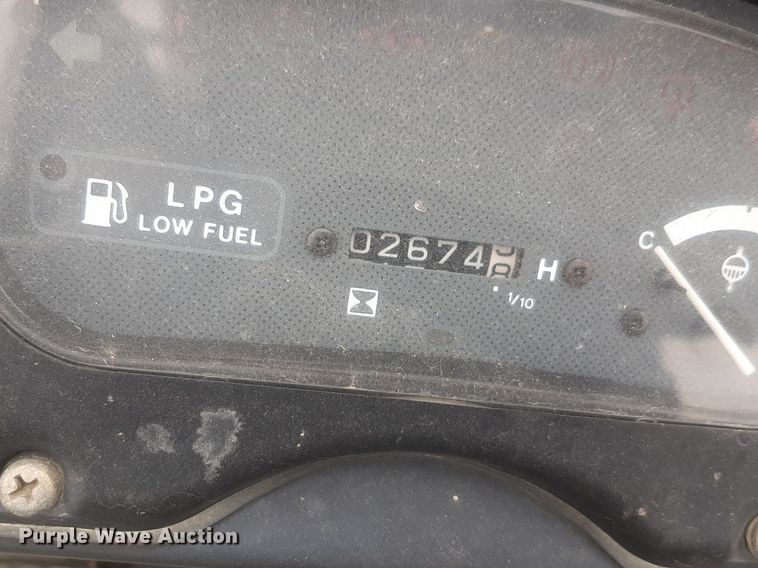 LPG
LOW FUEL
02674 H
1/10
C
Purple Wave Auction